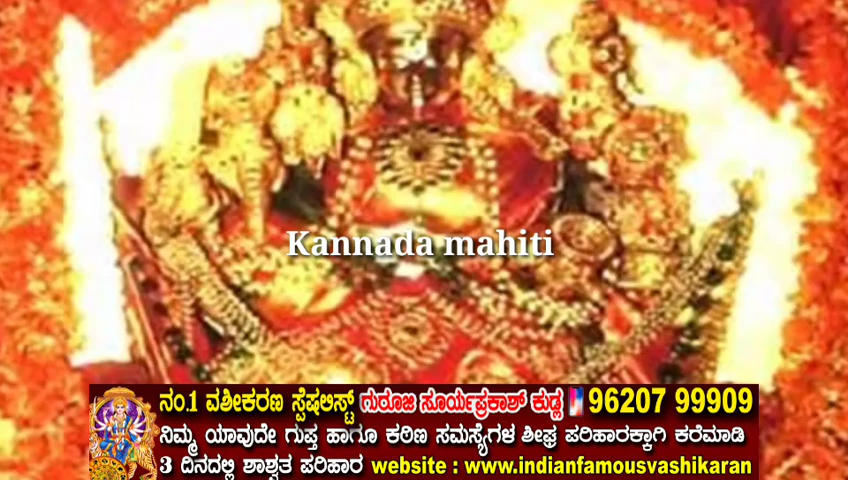 Kannada mahiti
ನಂ.1 ವಶೀಕರಣ ಸ್ಪೆಷಲಿಸ್ಟ್ ಗುರೂಜಿ ಸೂರ್ಯಪ್ರಕಾಶ್ ಕುಡ್ಲ 96207 99909
ನಿಮ್ಮ ಯಾವುದೇ ಗುಪ್ತ ಹಾಗೂ ಕಠಿಣ ಸಮಸ್ಯೆಗಳ ಶೀಘ್ರ ಪರಿಹಾರಕ್ಕಾಗಿ ಕರೆಮಾಡಿ
3 ದಿನದಲ್ಲಿ ಶಾಶ್ವತ ಪರಿಹಾರ website : www.indianfamousvashikaran